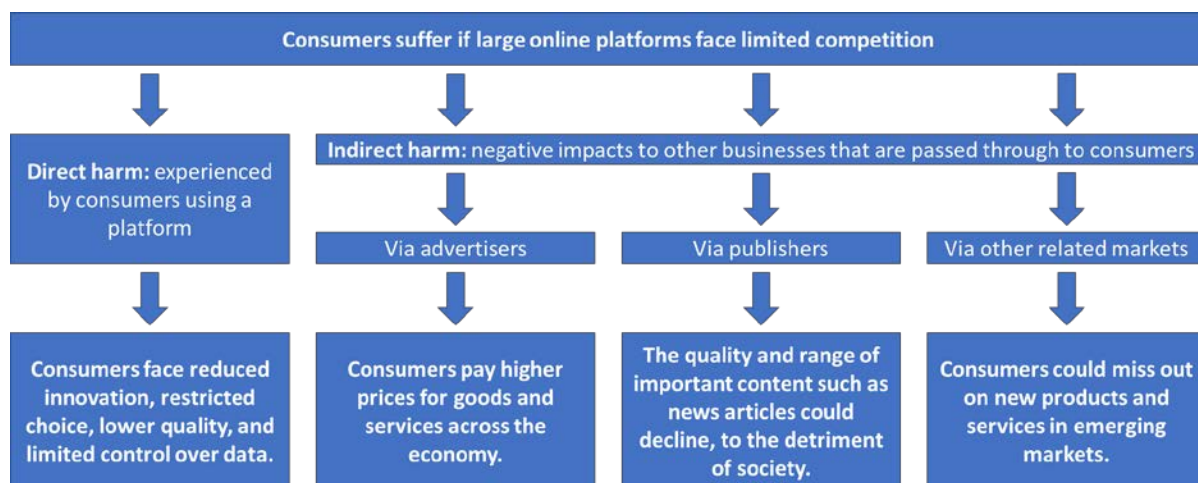 Consumers suffer if large online platforms face limited competition
Direct harm: experienced
by consumers using a
platform
Indirect harm: negative impacts to other businesses that are passed through to consumers
Via advertisers
Via publishers
Via other related markets
Consumers face reduced
innovation, restricted
choice, lower quality, and
limited control over data.
Consumers pay higher
prices for goods and
services across the
economy.
The quality and range of
important content such as
news articles could
decline, to the detriment
of society.
Consumers could miss out
on new products and
services in emerging
markets.